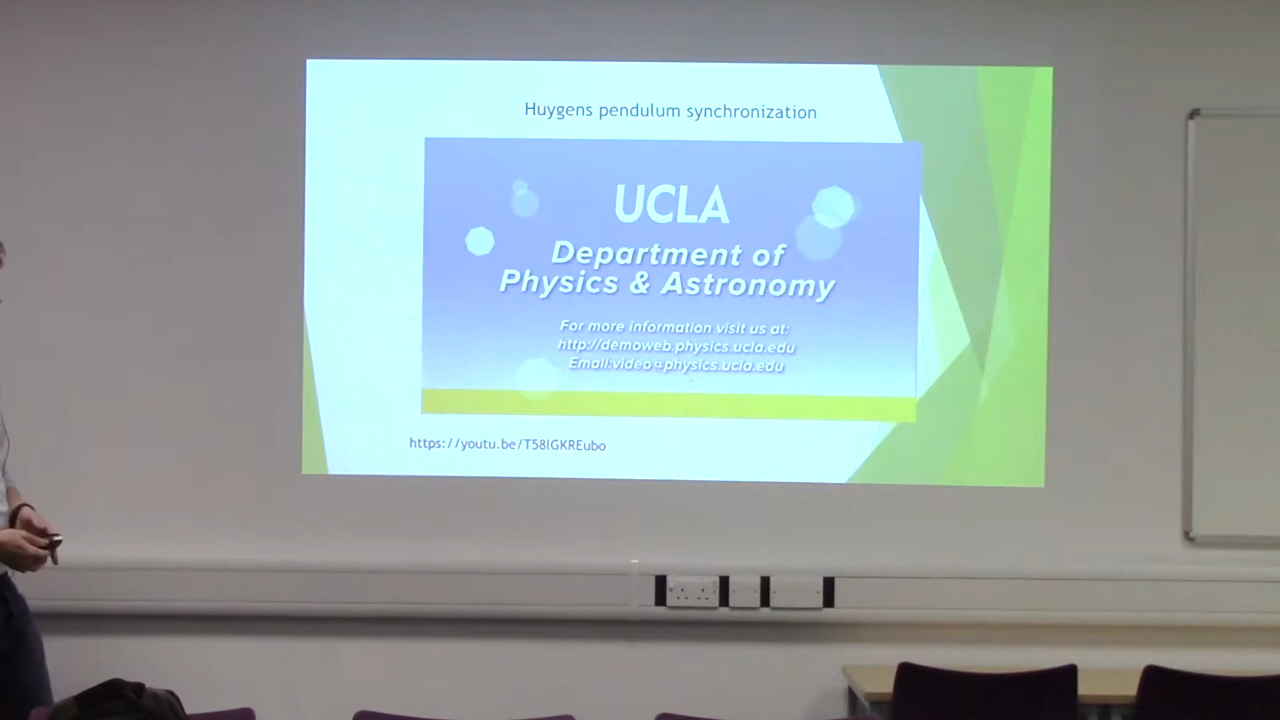 Huygens pendulum synchronization
UCLA
Department of
Physics & Astronomy
For more information visit us at:
http://demoweb.physics.ucla.edu
Email:video@physics.ucla.edu
https://youtu.be/T58lGKREubo